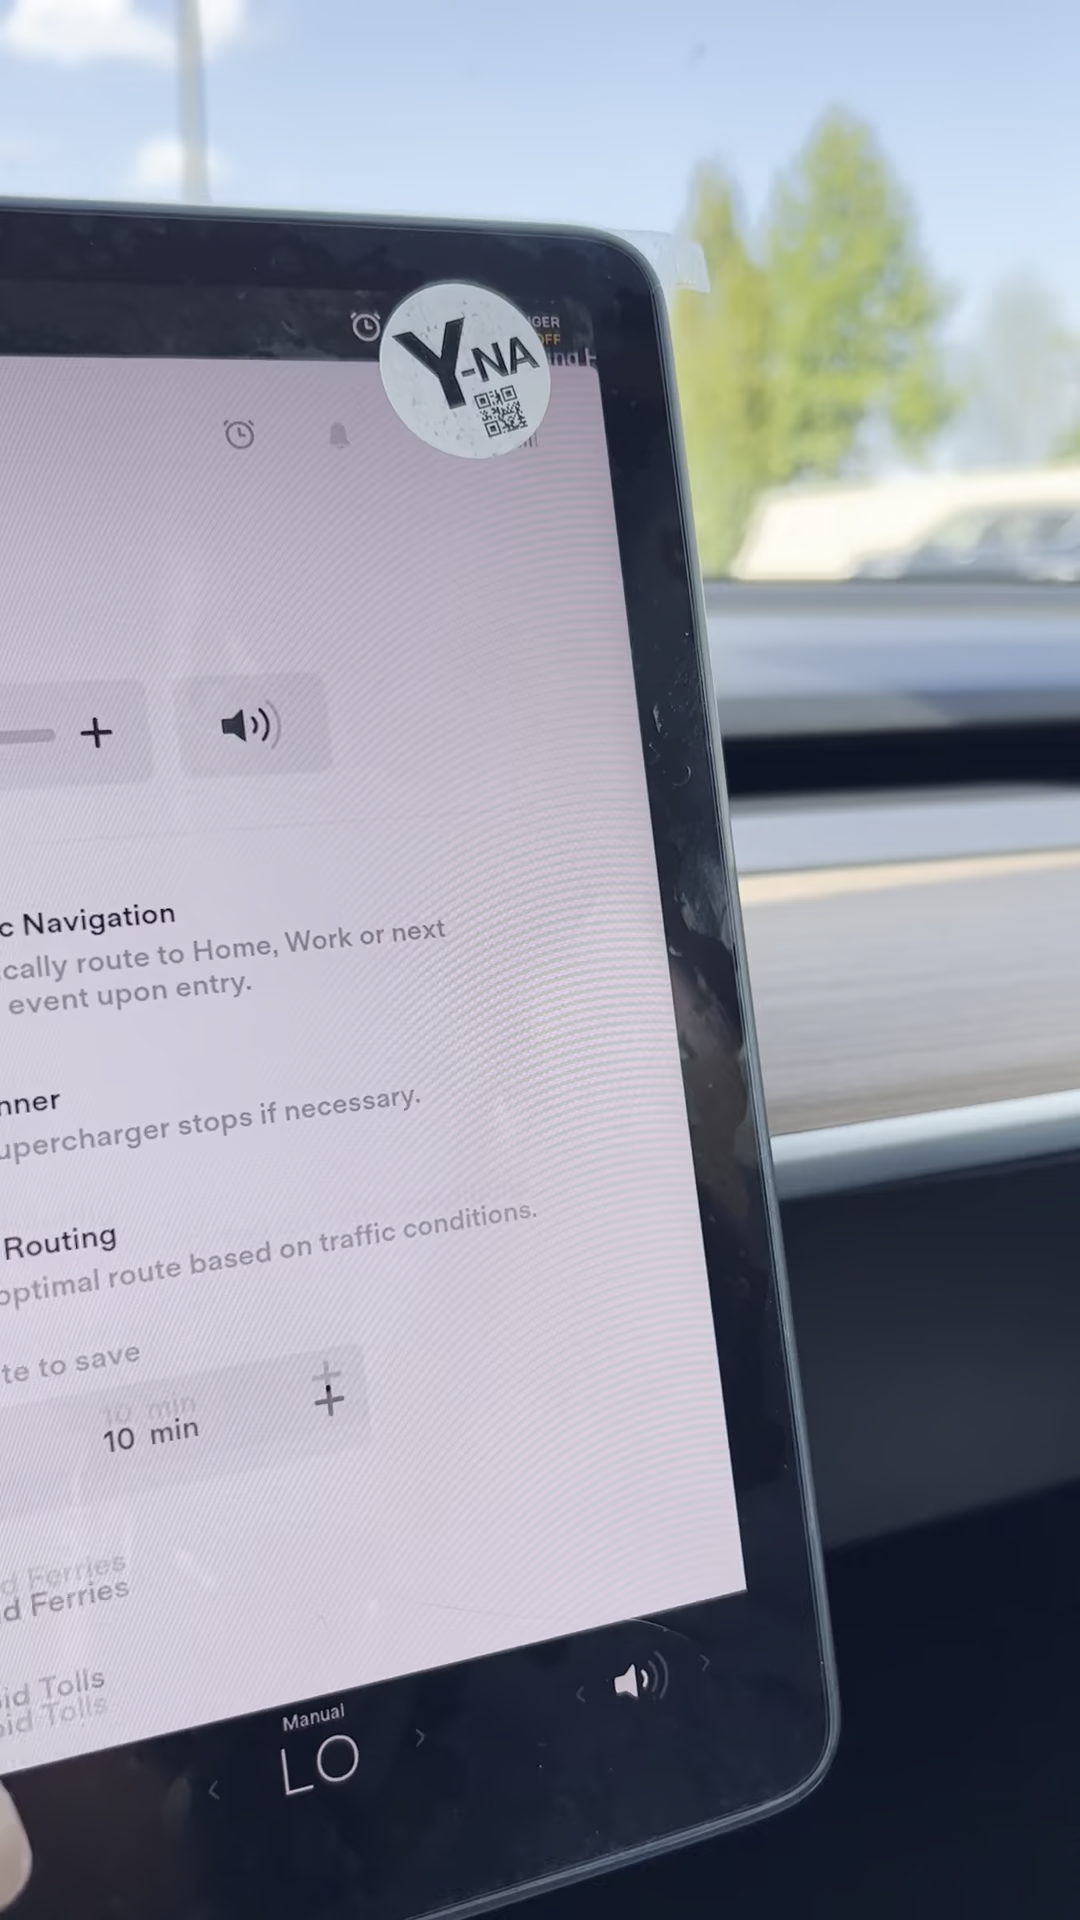 Y-NA
OFF
c Navigation
cally route to Home, Work or next
event upon entry.
nner
upercharger stops if necessary.
Routing
optimal route based on traffic conditions.
te to save
10 min
d Ferries
id Tolls
Manual
LO